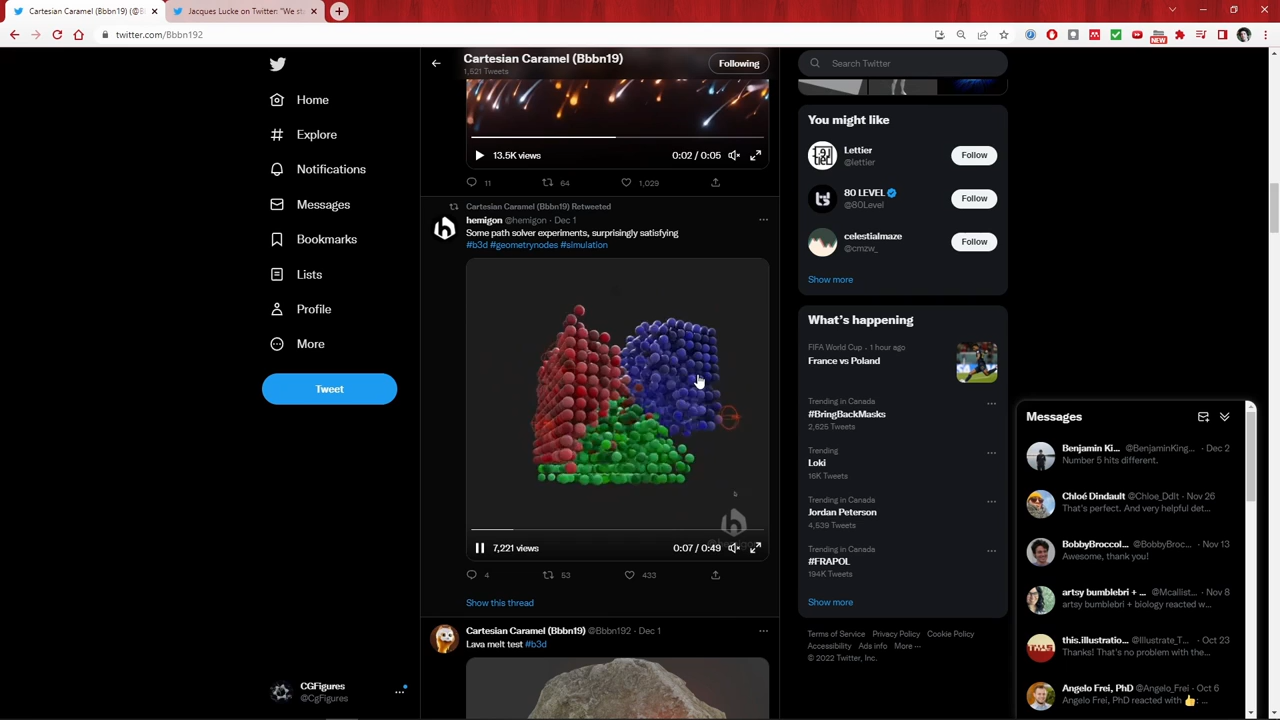 Cartesian Caramel (Bbbn19) (@B
Jacques Lucke on Twitter: "We st
twitter.com/Bbbn192
NEW
Home
Explore
Notifications
Messages
Bookmarks
Lists
Profile
More
Tweet
CGFigures
@CgFigures
Cartesian Caramel (Bbbn19)
1,521 Tweets
Following
13.5K views
0:02 / 0:05
11
64
1,029
Cartesian Caramel (Bbbn19) Retweeted
hemigon @hemigon · Dec 1
Some path solver experiments, surprisingly satisfying
#b3d #geometrynodes #simulation
7,221 views
0:07 / 0:49
4
53
433
Show this thread
Cartesian Caramel (Bbbn19) @Bbbn192 · Dec 1
Lava melt test #b3d
Search Twitter
You might like
Lettier
@lettier
Follow
80 LEVEL
@80Level
Follow
celestialmaze
@cmzw_
Follow
Show more
What's happening
FIFA World Cup · 1 hour ago
France vs Poland
Trending in Canada
#BringBackMasks
2,625 Tweets
Trending
Loki
16K Tweets
Trending in Canada
Jordan Peterson
4,539 Tweets
Trending in Canada
#FRAPOL
194K Tweets
Show more
Terms of Service Privacy Policy Cookie Policy
Accessibility Ads info More ···
© 2022 Twitter, Inc.
Messages
Benjamin Ki... @BenjaminKing... · Dec 2
Number 5 hits different.
Chloé Dindault @Chloe_Ddlt · Nov 26
That's perfect. And very helpful det...
BobbyBroccol... @BobbyBroc... · Nov 13
Awesome, thank you!
artsy bumblebri + ... @Mcallist... · Nov 8
artsy bumblebri + biology reacted w...
this.illustratio... @Illustrate_T... · Oct 23
Thanks! That's no problem with the...
Angelo Frei, PhD @Angelo_Frei · Oct 6
Angelo Frei, PhD reacted with 👍: ...